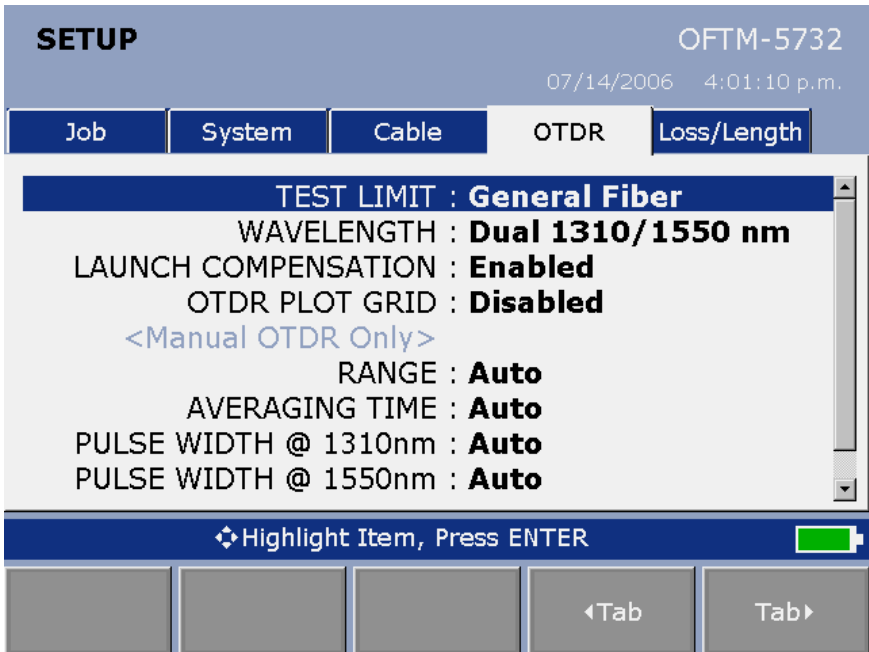 SETUP
OFTM-5732
07/14/2006 4:01:10 p.m.
Job System Cable OTDR Loss/Length
TEST LIMIT : General Fiber
WAVELENGTH : Dual 1310/1550 nm
LAUNCH COMPENSATION : Enabled
OTDR PLOT GRID : Disabled
<Manual OTDR Only>
RANGE : Auto
AVERAGING TIME : Auto
PULSE WIDTH @ 1310nm : Auto
PULSE WIDTH @ 1550nm : Auto
Highlight Item, Press ENTER
Tab Tab